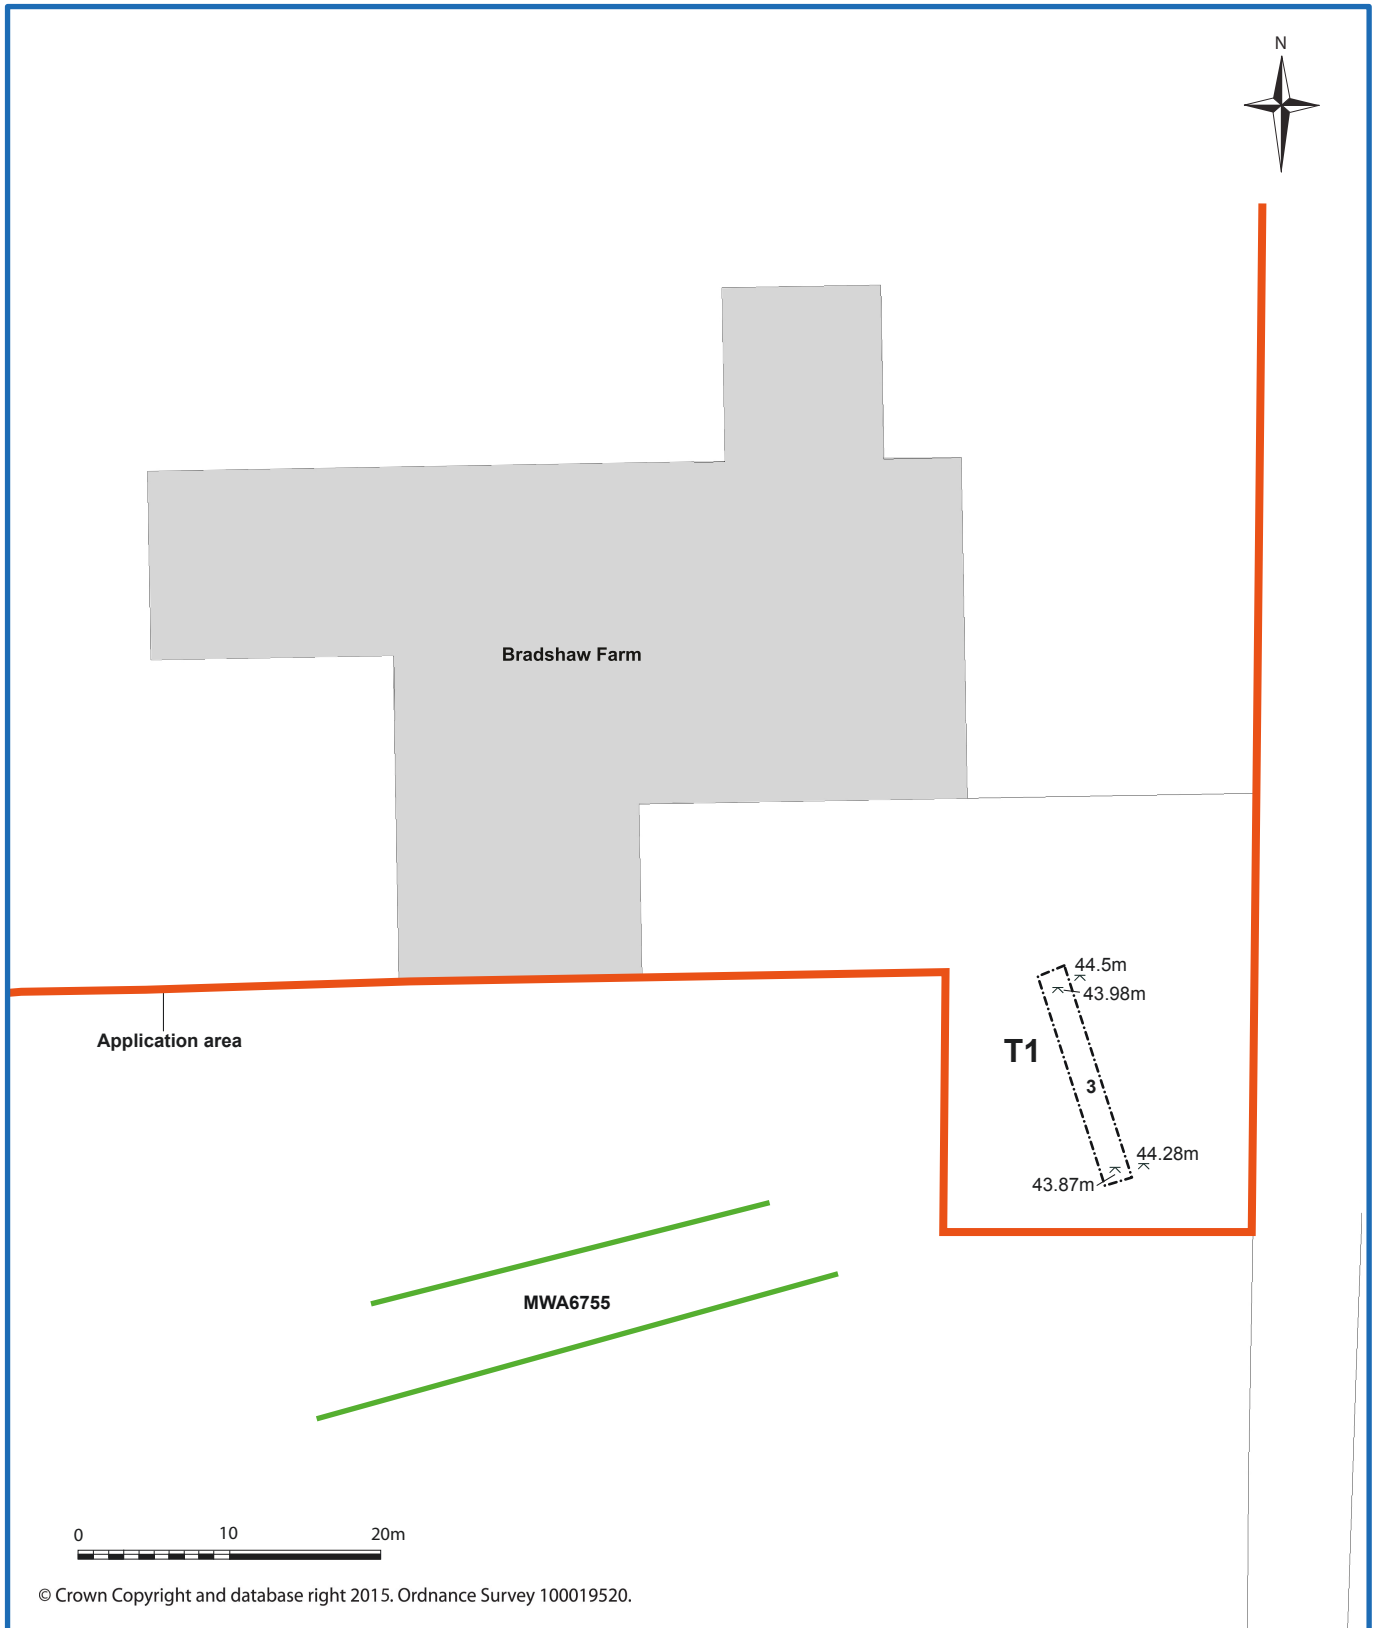 N
Bradshaw Farm
44.5m
43.98m
Application area
T1
3
44.28m
43.87m
MWA6755
0 10 20m
© Crown Copyright and database right 2015. Ordnance Survey 100019520.